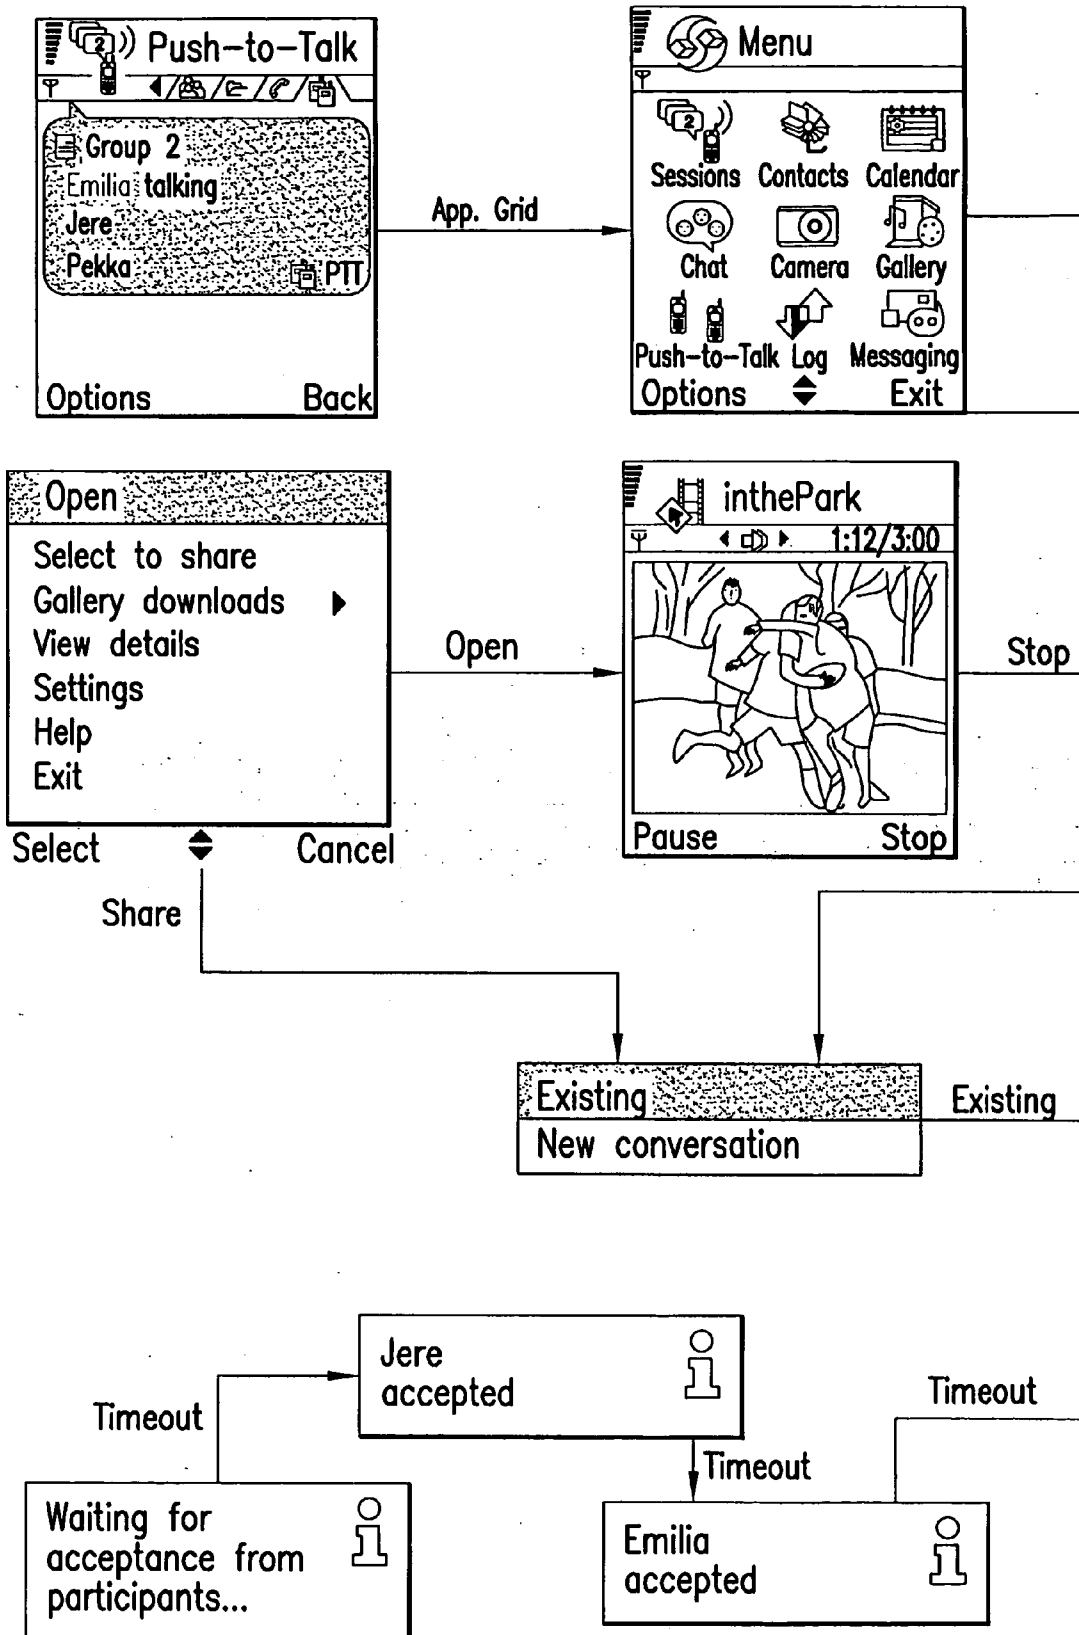 2
Push-to-Talk
Group 2
Emilia talking
Jere
Pekka
PTT
Options Back
App. Grid
Menu
2
Sessions Contacts Calendar
Chat Camera Gallery
Push-to-Talk Log Messaging
Options Exit
Open
Select to share
Gallery downloads
View details
Settings
Help
Exit
Select Cancel
Open
inthePark
1:12/3:00
Pause Stop
Stop
Share
Existing
New conversation
Existing
Jere
accepted
Timeout
Timeout
Timeout
Waiting for
acceptance from
participants...
Emilia
accepted